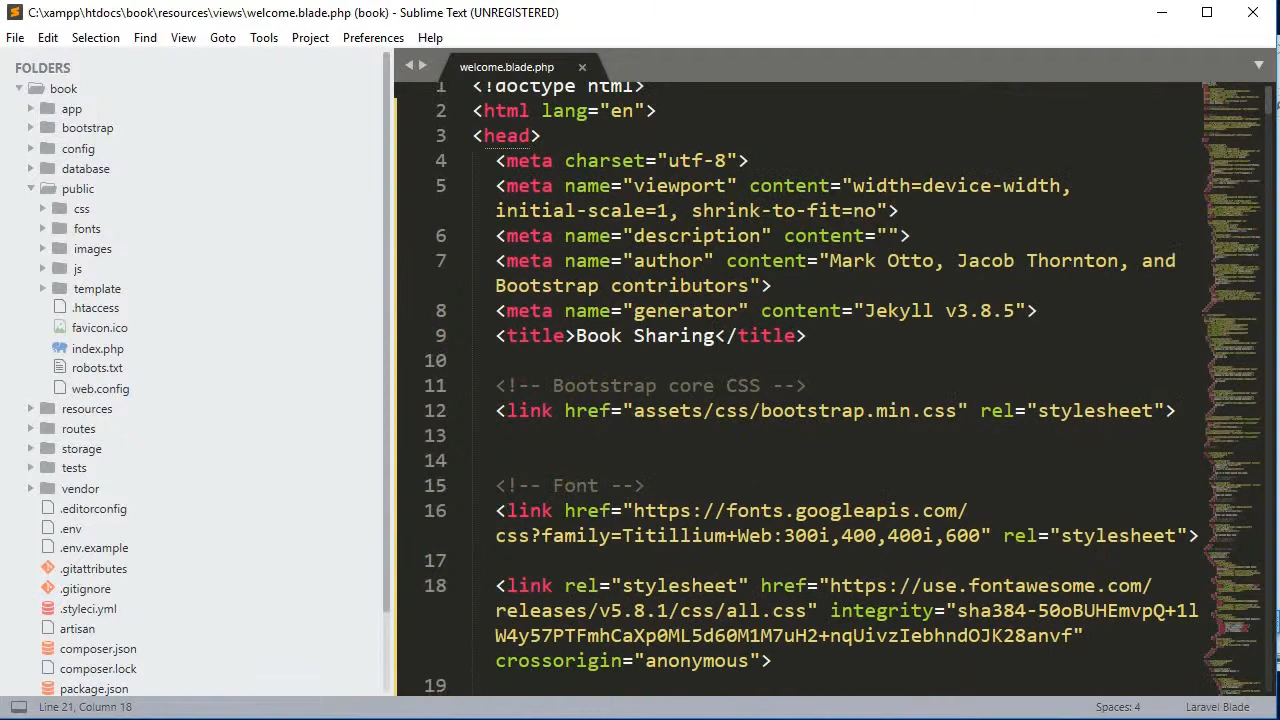 C:\xampp\htdocs\book\resources\views\welcome.blade.php (book) - Sublime Text (UNREGISTERED)
File Edit Selection Find View Goto Tools Project Preferences Help
FOLDERS
book
app
bootstrap
config
database
public
css
fonts
images
js
template
.htaccess
favicon.ico
index.php
robots.txt
web.config
resources
routes
storage
tests
vendor
.editorconfig
.env
.env.example
.gitattributes
.gitignore
.styleci.yml
artisan
composer.json
composer.lock
package.json
welcome.blade.php
1 <!doctype html>
2 <html lang="en">
3 <head>
4 <meta charset="utf-8">
5 <meta name="viewport" content="width=device-width,
initial-scale=1, shrink-to-fit=no">
6 <meta name="description" content="">
7 <meta name="author" content="Mark Otto, Jacob Thornton, and
Bootstrap contributors">
8 <meta name="generator" content="Jekyll v3.8.5">
9 <title>Book Sharing</title>
10
11 <!-- Bootstrap core CSS -->
12 <link href="assets/css/bootstrap.min.css" rel="stylesheet">
13
14
15 <!-- Font -->
16 <link href="https://fonts.googleapis.com/
css?family=Titillium+Web:300i,400,400i,600" rel="stylesheet">
17
18 <link rel="stylesheet" href="https://use.fontawesome.com/
releases/v5.8.1/css/all.css" integrity="sha384-50oBUHEmvpQ+1l
W4y57PTFmhCaXp0ML5d60M1M7uH2+nqUivzIebhndOJK28anvf"
crossorigin="anonymous">
19
Line 21, Column 18
Spaces: 4
Laravel Blade